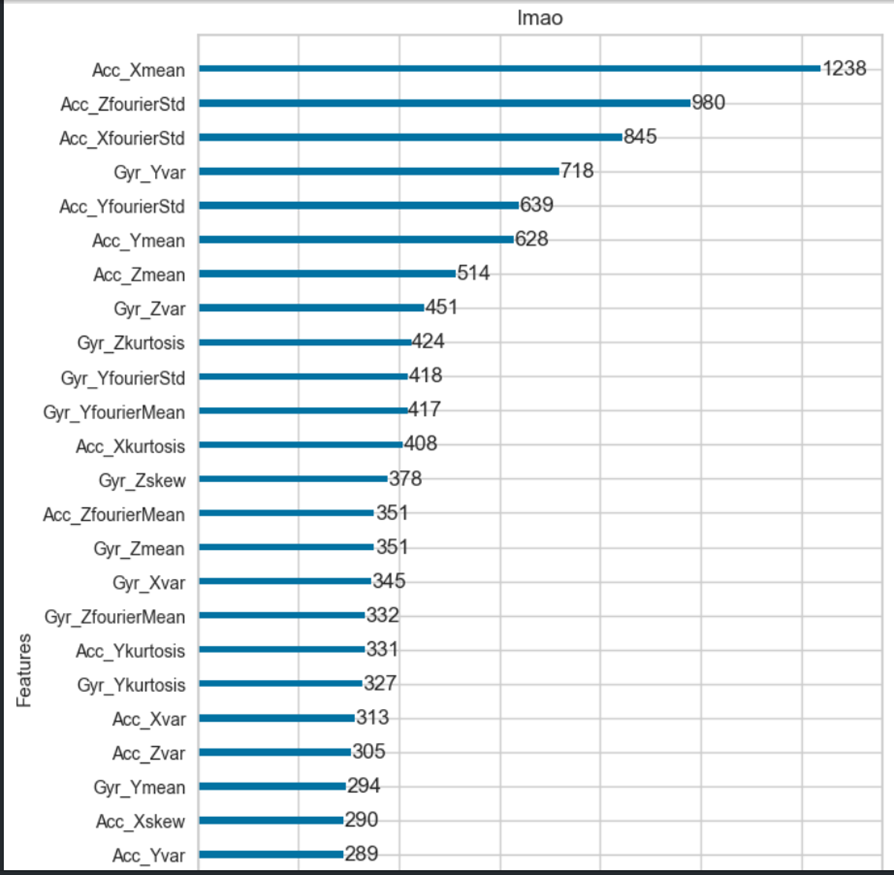 lmao
Acc_Xmean 1238
Acc_ZfourierStd 980
Acc_XfourierStd 845
Gyr_Yvar 718
Acc_YfourierStd 639
Acc_Ymean 628
Acc_Zmean 514
Gyr_Zvar 451
Gyr_Zkurtosis 424
Gyr_YfourierStd 418
Gyr_YfourierMean 417
Acc_Xkurtosis 408
Gyr_Zskew 378
Acc_ZfourierMean 351
Gyr_Zmean 351
Gyr_Xvar 345
Gyr_ZfourierMean 332
Acc_Ykurtosis 331
Gyr_Ykurtosis 327
Acc_Xvar 313
Acc_Zvar 305
Gyr_Ymean 294
Acc_Xskew 290
Acc_Yvar 289
Features